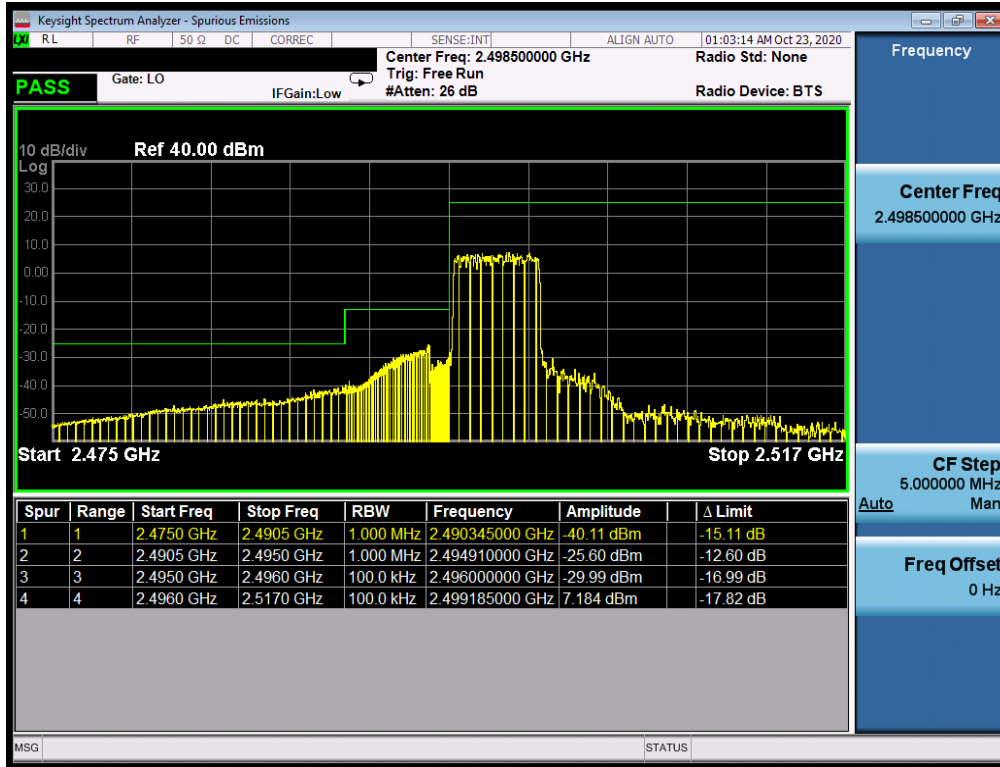 Keysight Spectrum Analyzer - Spurious Emissions
LXI RL RF 50 Ω DC CORREC SENSE:INT ALIGN AUTO 01:03:14 AM Oct 23, 2020
Center Freq: 2.498500000 GHz Radio Std: None
PASS Gate: LO Trig: Free Run
IFGain:Low #Atten: 26 dB Radio Device: BTS
Frequency
10 dB/div Ref 40.00 dBm
Log
30.0
20.0
10.0
0.00
-10.0
-20.0
-30.0
-40.0
-50.0
Start 2.475 GHz Stop 2.517 GHz
Spur Range Start Freq Stop Freq RBW Frequency Amplitude Δ Limit
1 1 2.4750 GHz 2.4905 GHz 1.000 MHz 2.490345000 GHz -40.11 dBm -15.11 dB
2 2 2.4905 GHz 2.4950 GHz 1.000 MHz 2.494910000 GHz -25.60 dBm -12.60 dB
3 3 2.4950 GHz 2.4960 GHz 100.0 kHz 2.496000000 GHz -29.99 dBm -16.99 dB
4 4 2.4960 GHz 2.5170 GHz 100.0 kHz 2.499185000 GHz 7.184 dBm -17.82 dB
Center Freq
2.498500000 GHz
CF Step
5.000000 MHz
Auto Man
Freq Offset
0 Hz
MSG STATUS